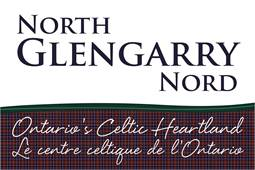 North
Glengarry
Nord
Ontario's Celtic Heartland
Le centre celtique de l'Ontario